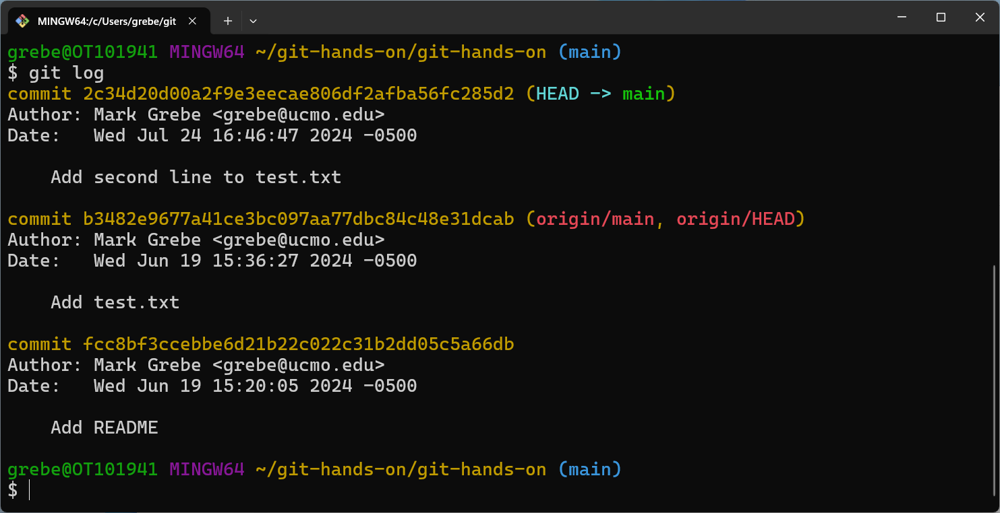 MINGW64:/c/Users/grebe/git
grebe@OT101941 MINGW64 ~/git-hands-on/git-hands-on (main)
$ git log
commit 2c34d20d00a2f9e3eecae806df2afba56fc285d2 (HEAD -> main)
Author: Mark Grebe <grebe@ucmo.edu>
Date:   Wed Jul 24 16:46:47 2024 -0500
    Add second line to test.txt
commit b3482e9677a41ce3bc097aa77dbc84c48e31dcab (origin/main, origin/HEAD)
Author: Mark Grebe <grebe@ucmo.edu>
Date:   Wed Jun 19 15:36:27 2024 -0500
    Add test.txt
commit fcc8bf3ccebbe6d21b22c022c31b2dd05c5a66db
Author: Mark Grebe <grebe@ucmo.edu>
Date:   Wed Jun 19 15:20:05 2024 -0500
    Add README
grebe@OT101941 MINGW64 ~/git-hands-on/git-hands-on (main)
$